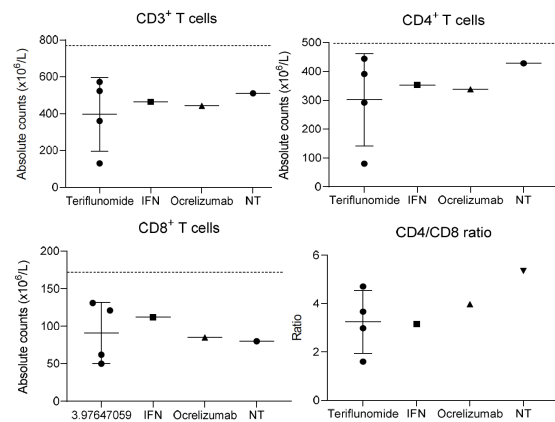 CD3+ T cells
Absolute counts (x10⁶/L)
800
600
400
200
0
Teriflunomide IFN Ocrelizumab NT
CD4+ T cells
Absolute counts (x10⁶/L)
500
400
300
200
100
0
Teriflunomide IFN Ocrelizumab NT
CD8+ T cells
Absolute counts (x10⁶/L)
200
150
100
50
0
3.97647059 IFN Ocrelizumab NT
CD4/CD8 ratio
Ratio
6
4
2
0
Teriflunomide IFN Ocrelizumab NT